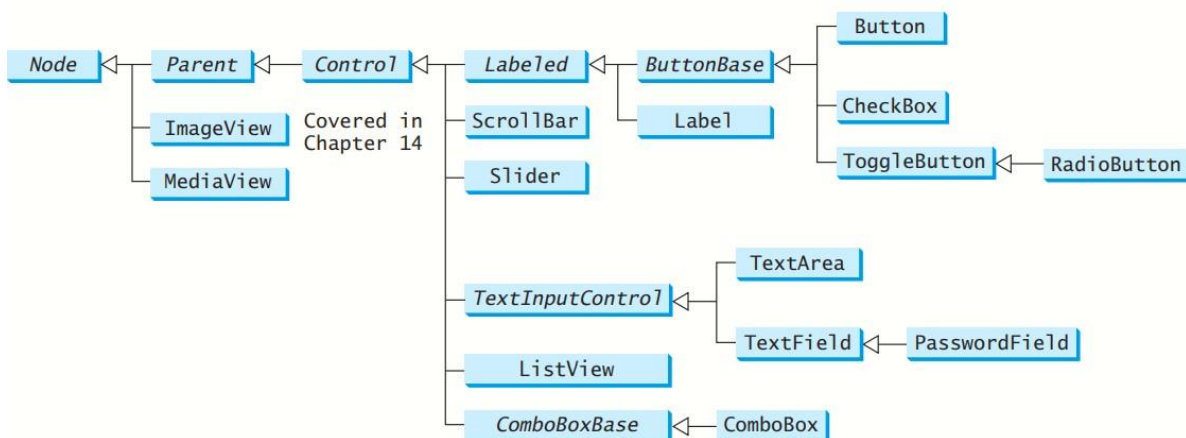 Button
Node
Parent
Control
Labeled
ButtonBase
ImageView
Covered in
Chapter 14
ScrollBar
Label
CheckBox
MediaView
Slider
ToggleButton
RadioButton
TextArea
TextInputControl
TextField
PasswordField
ListView
ComboBoxBase
ComboBox